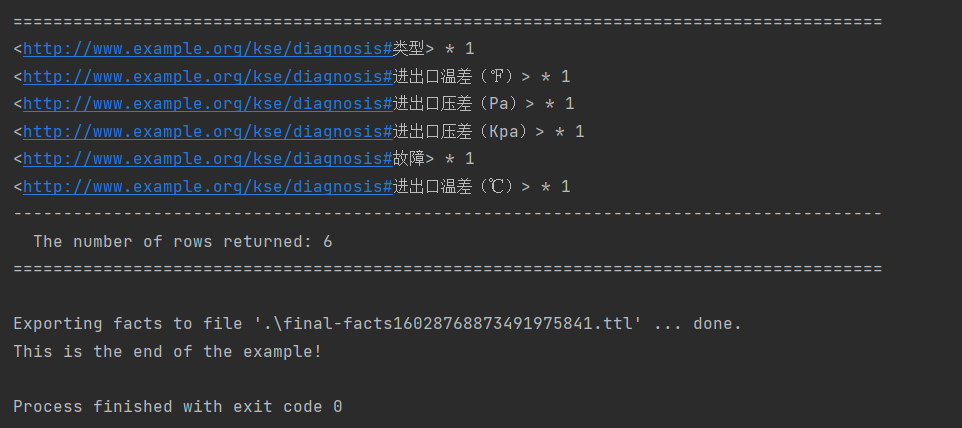 =======================================================================================
<http://www.example.org/kse/diagnosis#类型> * 1
<http://www.example.org/kse/diagnosis#进出口温差（℉）> * 1
<http://www.example.org/kse/diagnosis#进出口压差（Pa）> * 1
<http://www.example.org/kse/diagnosis#进出口压差（Kpa）> * 1
<http://www.example.org/kse/diagnosis#故障> * 1
<http://www.example.org/kse/diagnosis#进出口温差（℃）> * 1
---------------------------------------------------------------------------------------
  The number of rows returned: 6
=======================================================================================
Exporting facts to file '.\final-facts16028768873491975841.ttl' ... done.
This is the end of the example!
Process finished with exit code 0